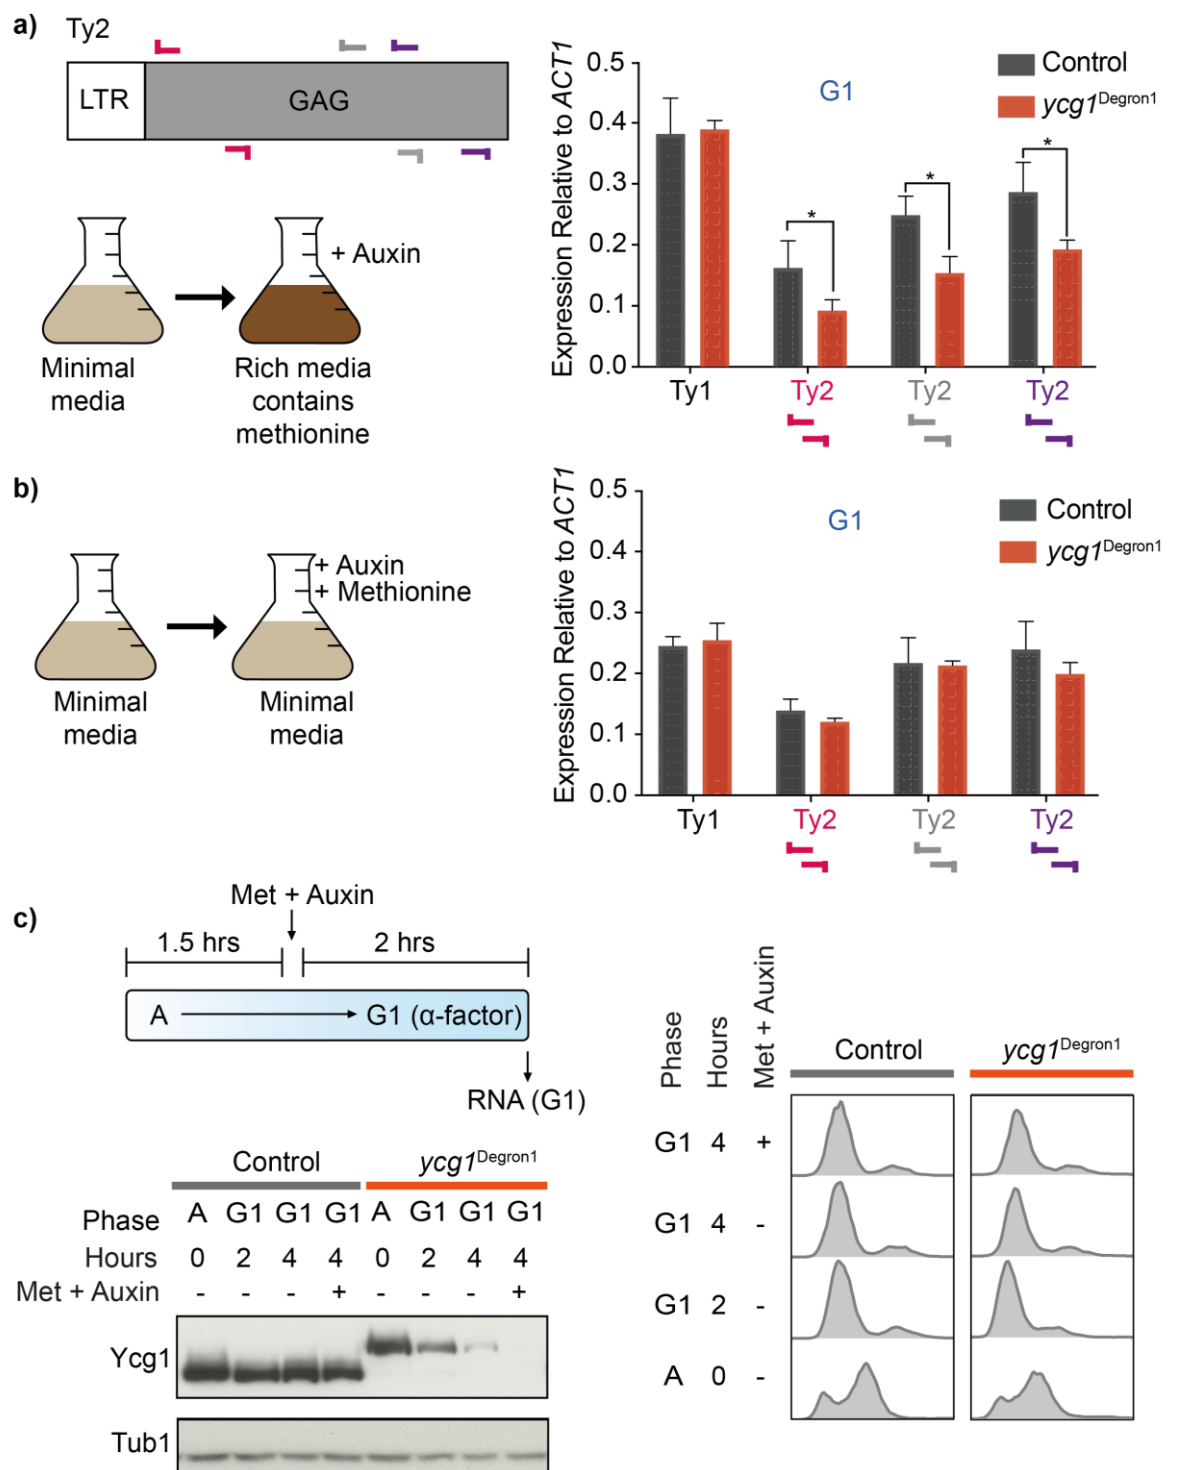 a)
Ty2
LTR
GAG
+ Auxin
Minimal
media
Rich media
contains
methionine
Expression Relative to ACT1
0.5
0.4
0.3
0.2
0.1
0.0
G1
Control
ycg1Degron1
*
*
*
Ty1
Ty2
Ty2
Ty2
b)
+ Auxin
+ Methionine
Minimal
media
Minimal
media
Expression Relative to ACT1
0.5
0.4
0.3
0.2
0.1
0.0
G1
Control
ycg1Degron1
Ty1
Ty2
Ty2
Ty2
c)
Met + Auxin
1.5 hrs
2 hrs
A
G1 (α-factor)
RNA (G1)
Control
ycg1Degron1
Phase A G1 G1 G1 A G1 G1 G1
Hours 0 2 4 4 0 2 4 4
Met + Auxin - - - + - - - +
Ycg1
Tub1
Phase
Hours
Met + Auxin
Control
ycg1Degron1
G1 4 +
G1 4 -
G1 2 -
A 0 -